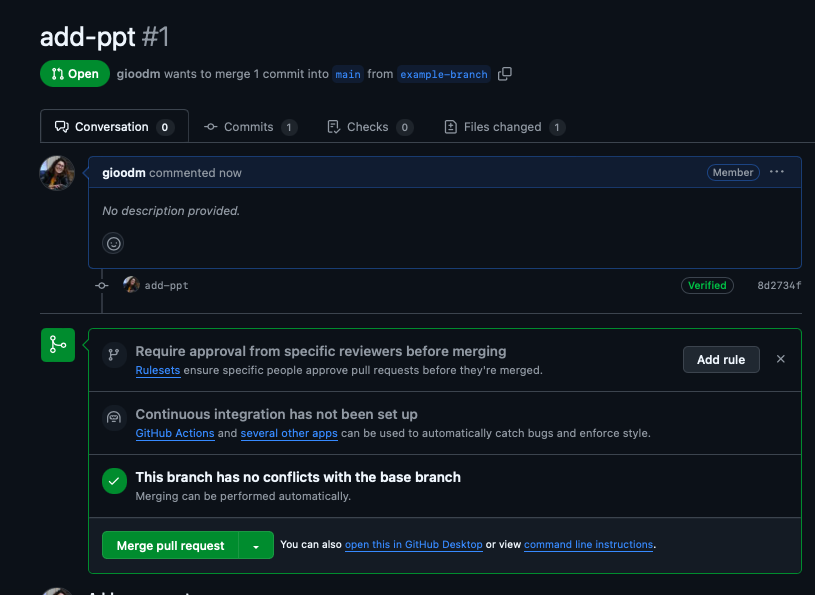 add-ppt #1
Open gioodm wants to merge 1 commit into main from example-branch
Conversation 0 Commits 1 Checks 0 Files changed 1
gioodm commented now Member ...
No description provided.
add-ppt Verified 8d2734f
Require approval from specific reviewers before merging
Rulesets ensure specific people approve pull requests before they're merged.
Add rule
Continuous integration has not been set up
GitHub Actions and several other apps can be used to automatically catch bugs and enforce style.
This branch has no conflicts with the base branch
Merging can be performed automatically.
Merge pull request You can also open this in GitHub Desktop or view command line instructions.